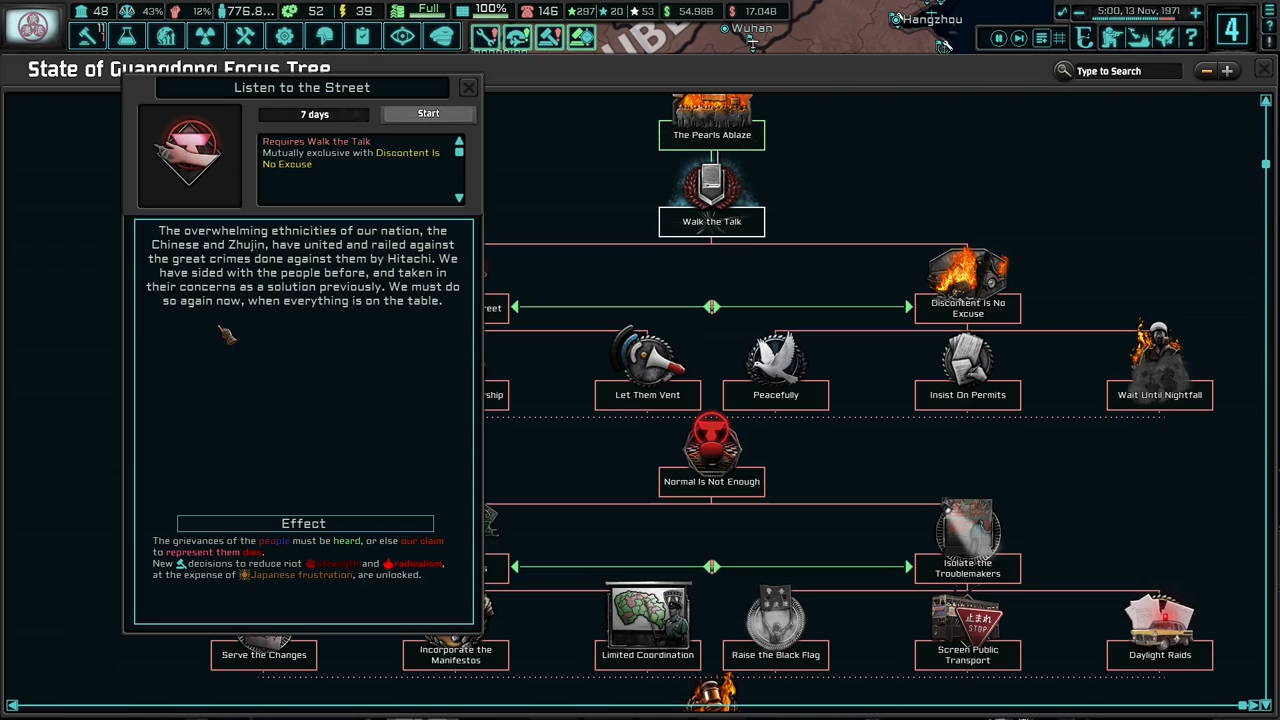 48 43% 12% 776.8... 52 39 Full 100% 146 297 20 53 $ 54.98B $ 17.04B
5:00, 13 Nov, 1971
4
Wuhan
Hangzhou
State of Guangdong Focus Tree
Type to Search
Listen to the Street
7 days
Start
Requires Walk the Talk
Mutually exclusive with Discontent Is
No Excuse
The overwhelming ethnicities of our nation, the
Chinese and Zhujin, have united and railed against
the great crimes done against them by Hitachi. We
have sided with the people before, and taken in
their concerns as a solution previously. We must do
so again now, when everything is on the table.
Effect
The grievances of the people must be heard, or else our claim
to represent them dies.
New decisions to reduce riot strength and radicalism,
at the expense of Japanese frustration, are unlocked.
The Pearls Ablaze
Walk the Talk
reet
Discontent Is No
Excuse
ship
Let Them Vent
Peacefully
Insist On Permits
Wait Until Nightfall
Normal Is Not Enough
s
Isolate the
Troublemakers
Serve the Changes
Incorporate the
Manifestos
Limited Coordination
Raise the Black Flag
止まれ
STOP
Screen Public
Transport
Daylight Raids